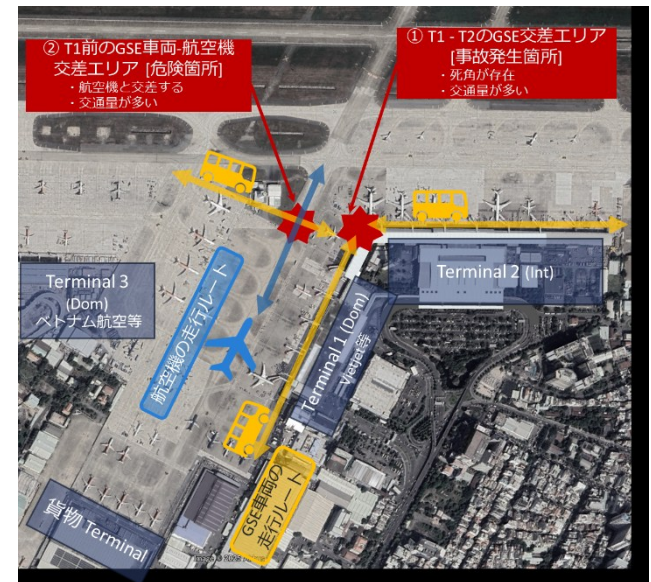 ② T1前のGSE車両-航空機
交差エリア [危険箇所]
・航空機と交差する
・交通量が多い
① T1 - T2のGSE交差エリア
[事故発生箇所]
・死角が存在
・交通量が多い
Terminal 3
(Dom)
ベトナム航空等
航空機の走行ルート
Terminal 2 (Int)
Terminal 1 (Dom)
Vietjet等
GSE車両の
走行ルート
貨物 Terminal